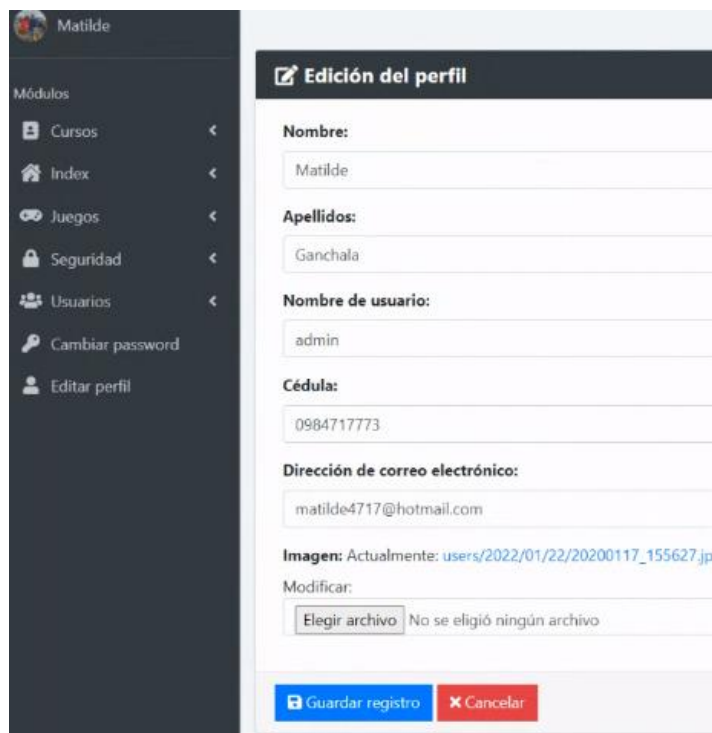 Matilde
Módulos
Cursos
Index
Juegos
Seguridad
Usuarios
Cambiar password
Editar perfil
Edición del perfil
Nombre:
Matilde
Apellidos:
Ganchala
Nombre de usuario:
admin
Cédula:
0984717773
Dirección de correo electrónico:
matilde4717@hotmail.com
Imagen: Actualmente: users/2022/01/22/20200117_155627.jp
Modificar:
Elegir archivo No se eligió ningún archivo
Guardar registro Cancelar